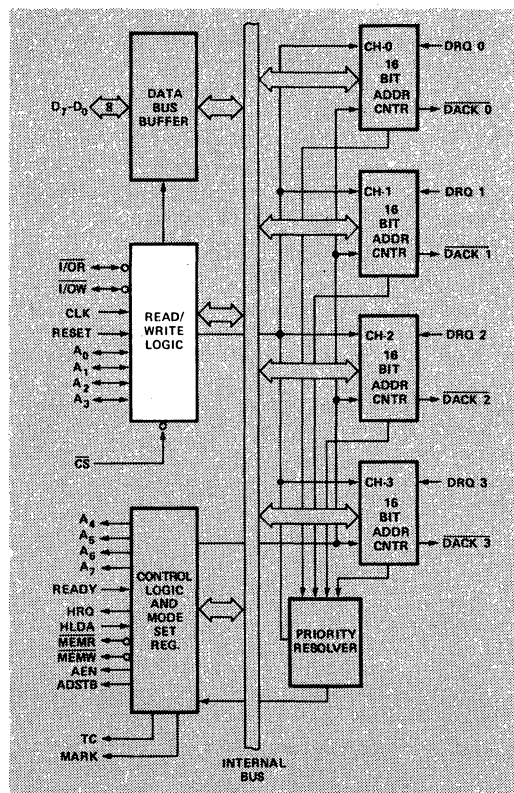 D7-D0
8
DATA
BUS
BUFFER
I/OR
I/OW
CLK
RESET
A0
A1
A2
A3
READ/
WRITE
LOGIC
CS
A4
A5
A6
A7
READY
HRQ
HLDA
MEMR
MEMW
AEN
ADSTB
CONTROL
LOGIC
AND
MODE
SET
REG.
TC
MARK
INTERNAL
BUS
CH-0
16
BIT
ADDR
CNTR
DRQ 0
DACK 0
CH-1
16
BIT
ADDR
CNTR
DRQ 1
DACK 1
CH-2
16
BIT
ADDR
CNTR
DRQ 2
DACK 2
CH-3
16
BIT
ADDR
CNTR
DRQ 3
DACK 3
PRIORITY
RESOLVER